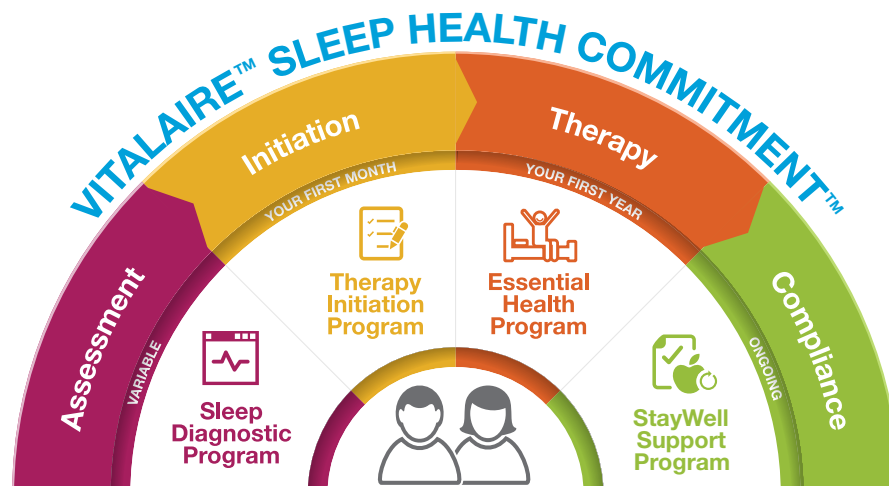 VITALAIRE™ SLEEP HEALTH COMMITMENT™
Assessment
VARIABLE
Sleep
Diagnostic
Program
Initiation
YOUR FIRST MONTH
Therapy
Initiation
Program
Therapy
YOUR FIRST YEAR
Essential
Health
Program
Compliance
ONGOING
StayWell
Support
Program